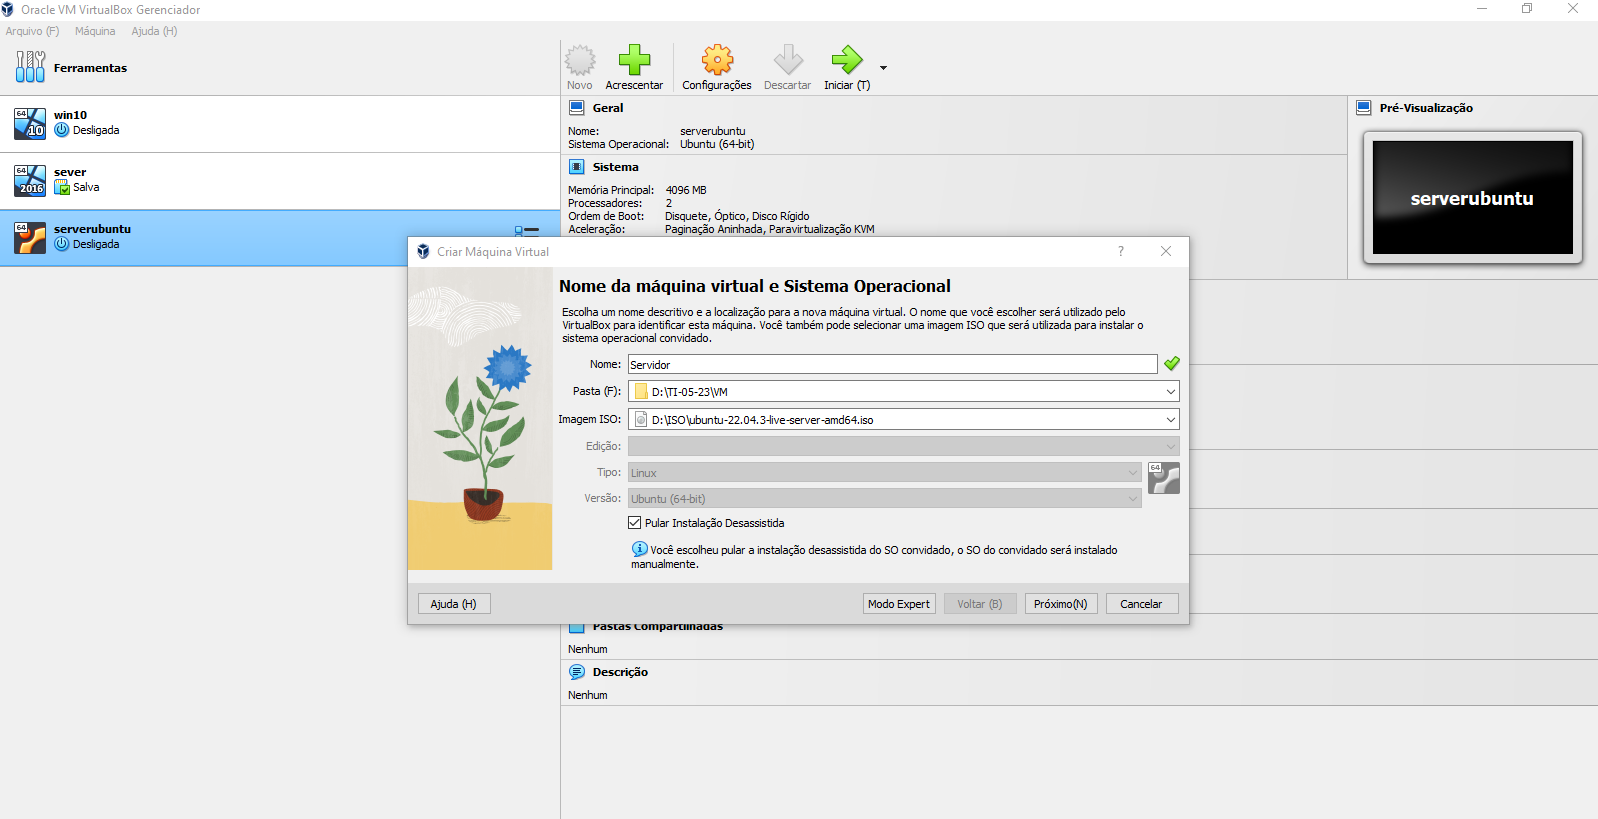 Oracle VM VirtualBox Gerenciador
Arquivo (F) Máquina Ajuda (H)
Ferramentas
Novo Acrescentar Configurações Descartar Iniciar (T)
64
10
win10
Desligada
64
2016
sever
Salva
64
serverubuntu
Desligada
Geral
Nome: serverubuntu
Sistema Operacional: Ubuntu (64-bit)
Sistema
Memória Principal: 4096 MB
Processadores: 2
Ordem de Boot: Disquete, Óptico, Disco Rígido
Aceleração: Paginação Aninhada, Paravirtualização KVM
Pré-Visualização
serverubuntu
Criar Máquina Virtual
?
Nome da máquina virtual e Sistema Operacional
Escolha um nome descritivo e a localização para a nova máquina virtual. O nome que você escolher será utilizado pelo
VirtualBox para identificar esta máquina. Você também pode selecionar uma imagem ISO que será utilizada para instalar o
sistema operacional convidado.
Nome: Servidor
Pasta (F): D:\TI-05-23\VM
Imagem ISO: D:\ISO\ubuntu-22.04.3-live-server-amd64.iso
Edição:
Tipo: Linux
64
Versão: Ubuntu (64-bit)
Pular Instalação Desassistida
Você escolheu pular a instalação desassistida do SO convidado, o SO do convidado será instalado
manualmente.
Ajuda (H) Modo Expert Voltar (B) Próximo(N) Cancelar
Pastas Compartilhadas
Nenhum
Descrição
Nenhum